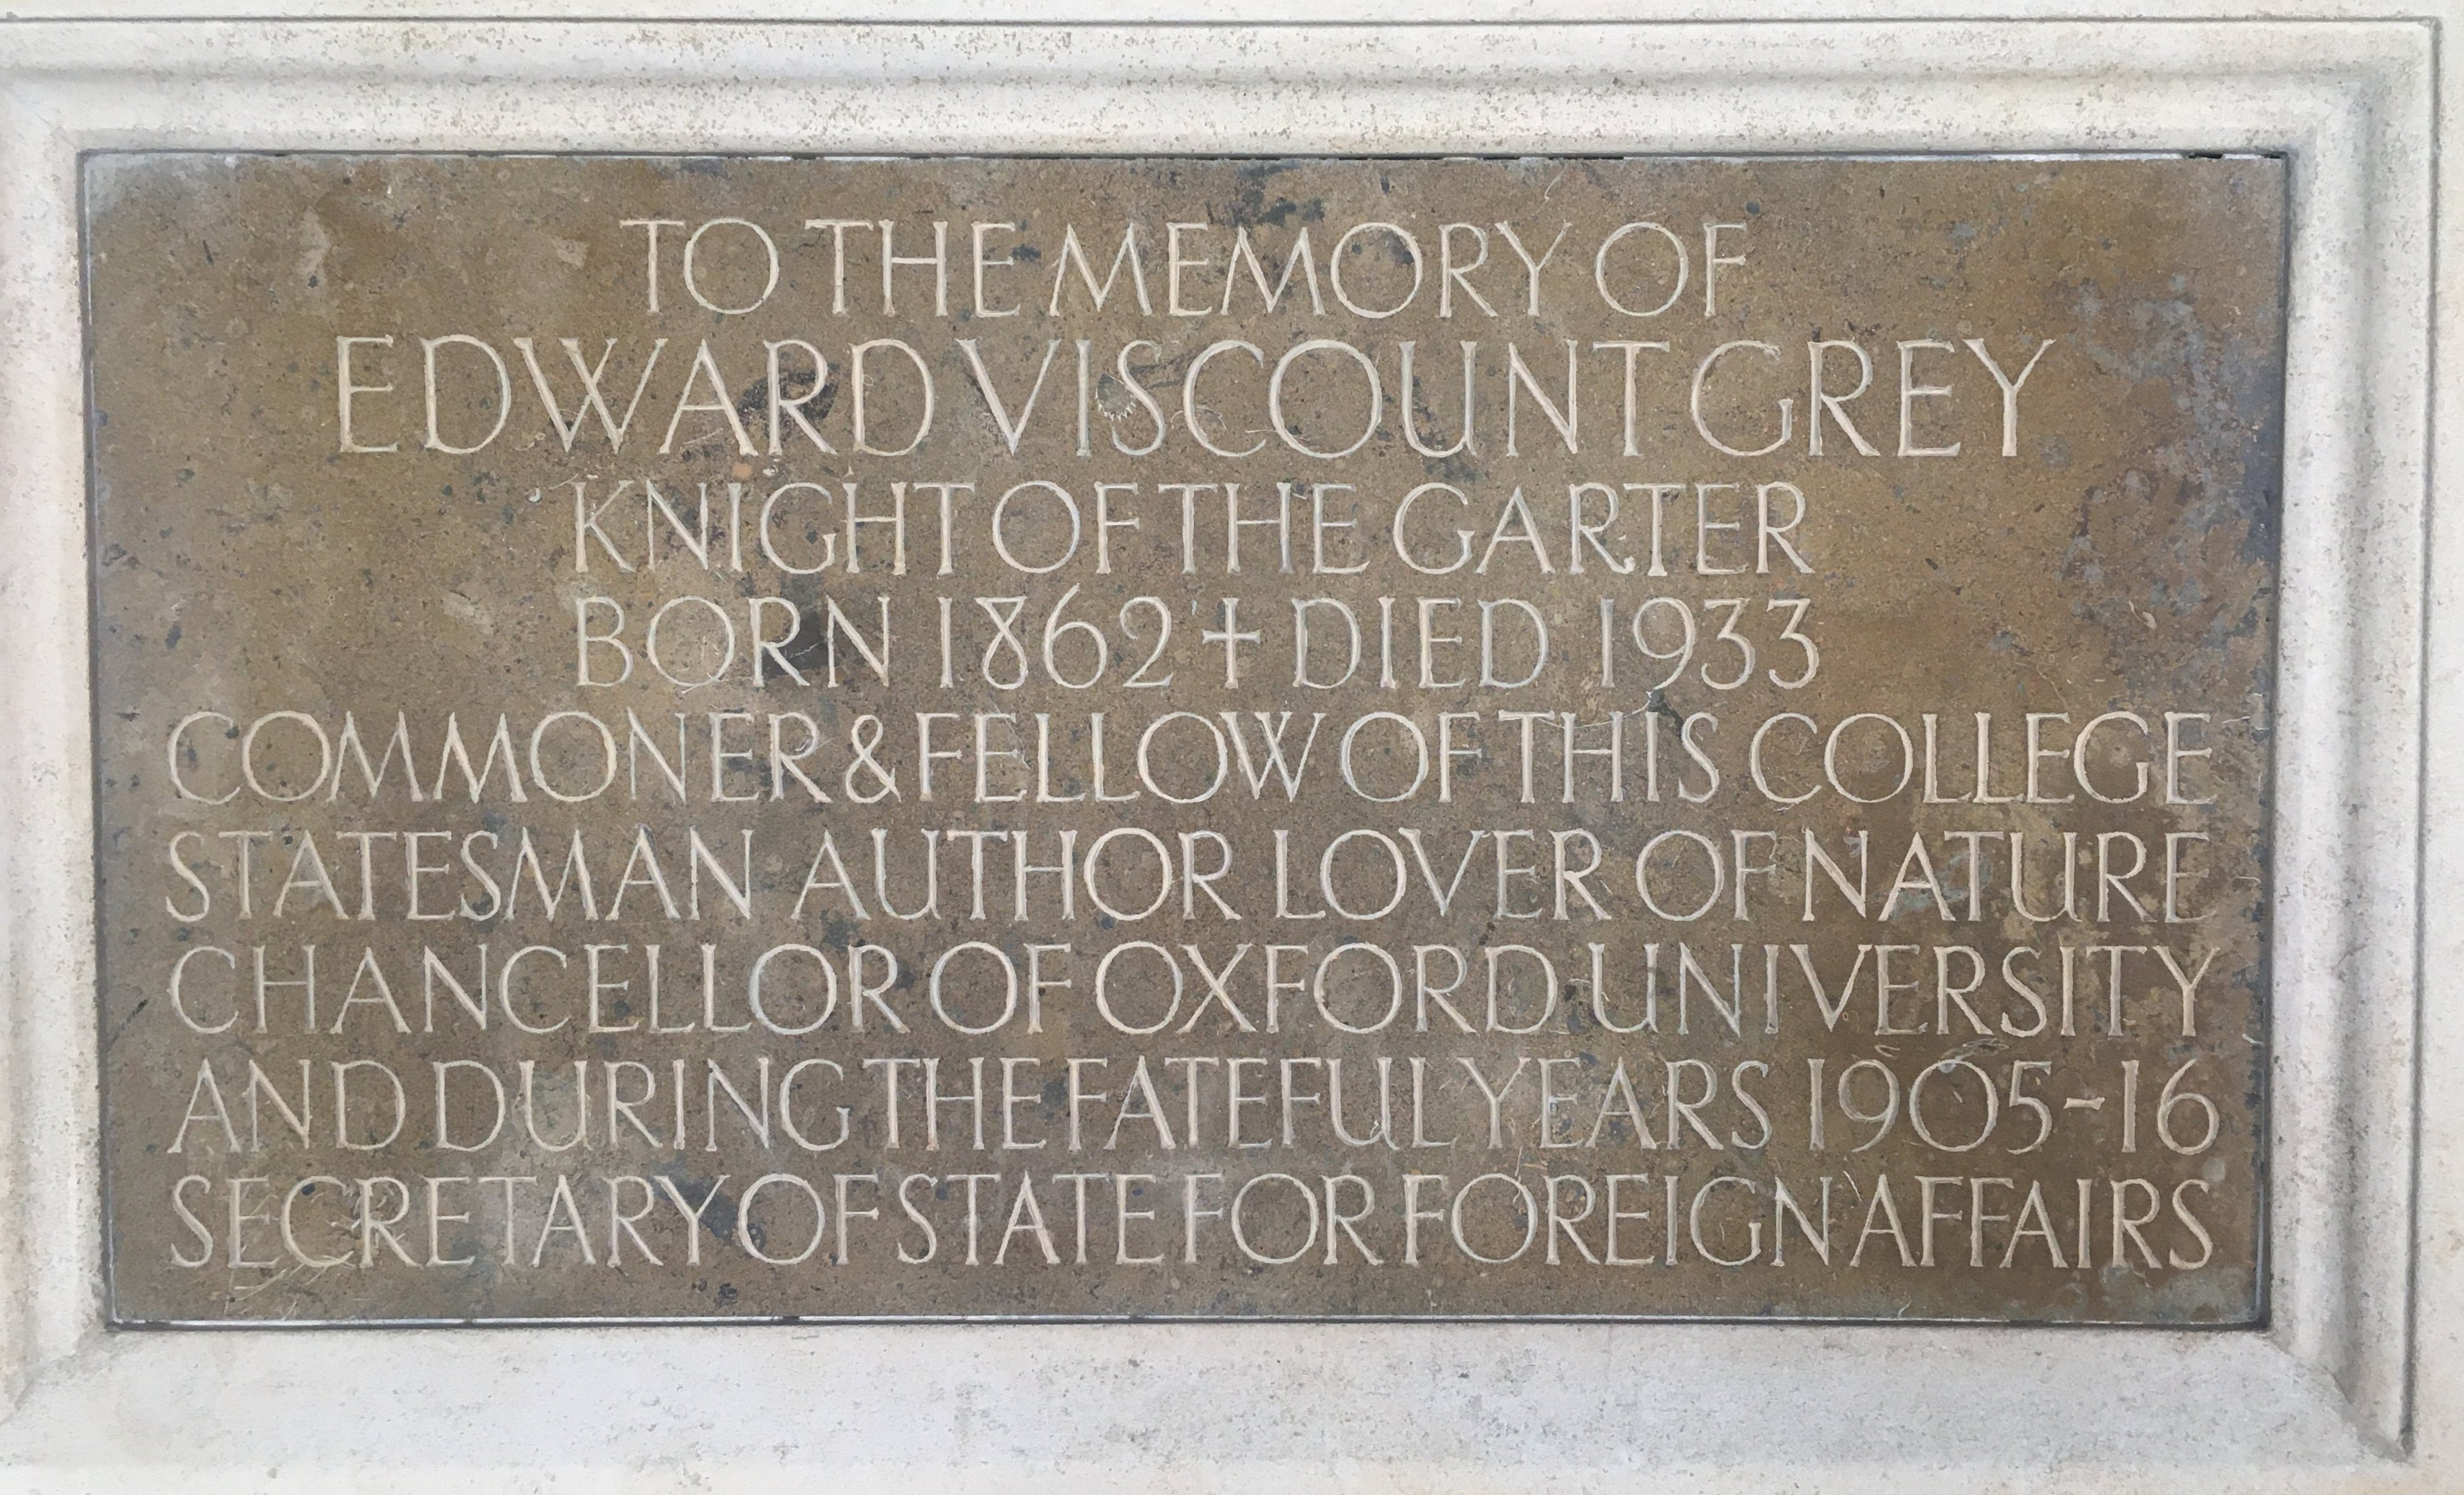 TO THE MEMORY OF
EDWARD VISCOUNT GREY
KNIGHT OF THE GARTER
BORN 1862 + DIED 1933
COMMONER & FELLOW OF THIS COLLEGE
STATESMAN AUTHOR LOVER OF NATURE
CHANCELLOR OF OXFORD UNIVERSITY
AND DURING THE FATEFUL YEARS 1905-16
SECRETARY OF STATE FOR FOREIGN AFFAIRS